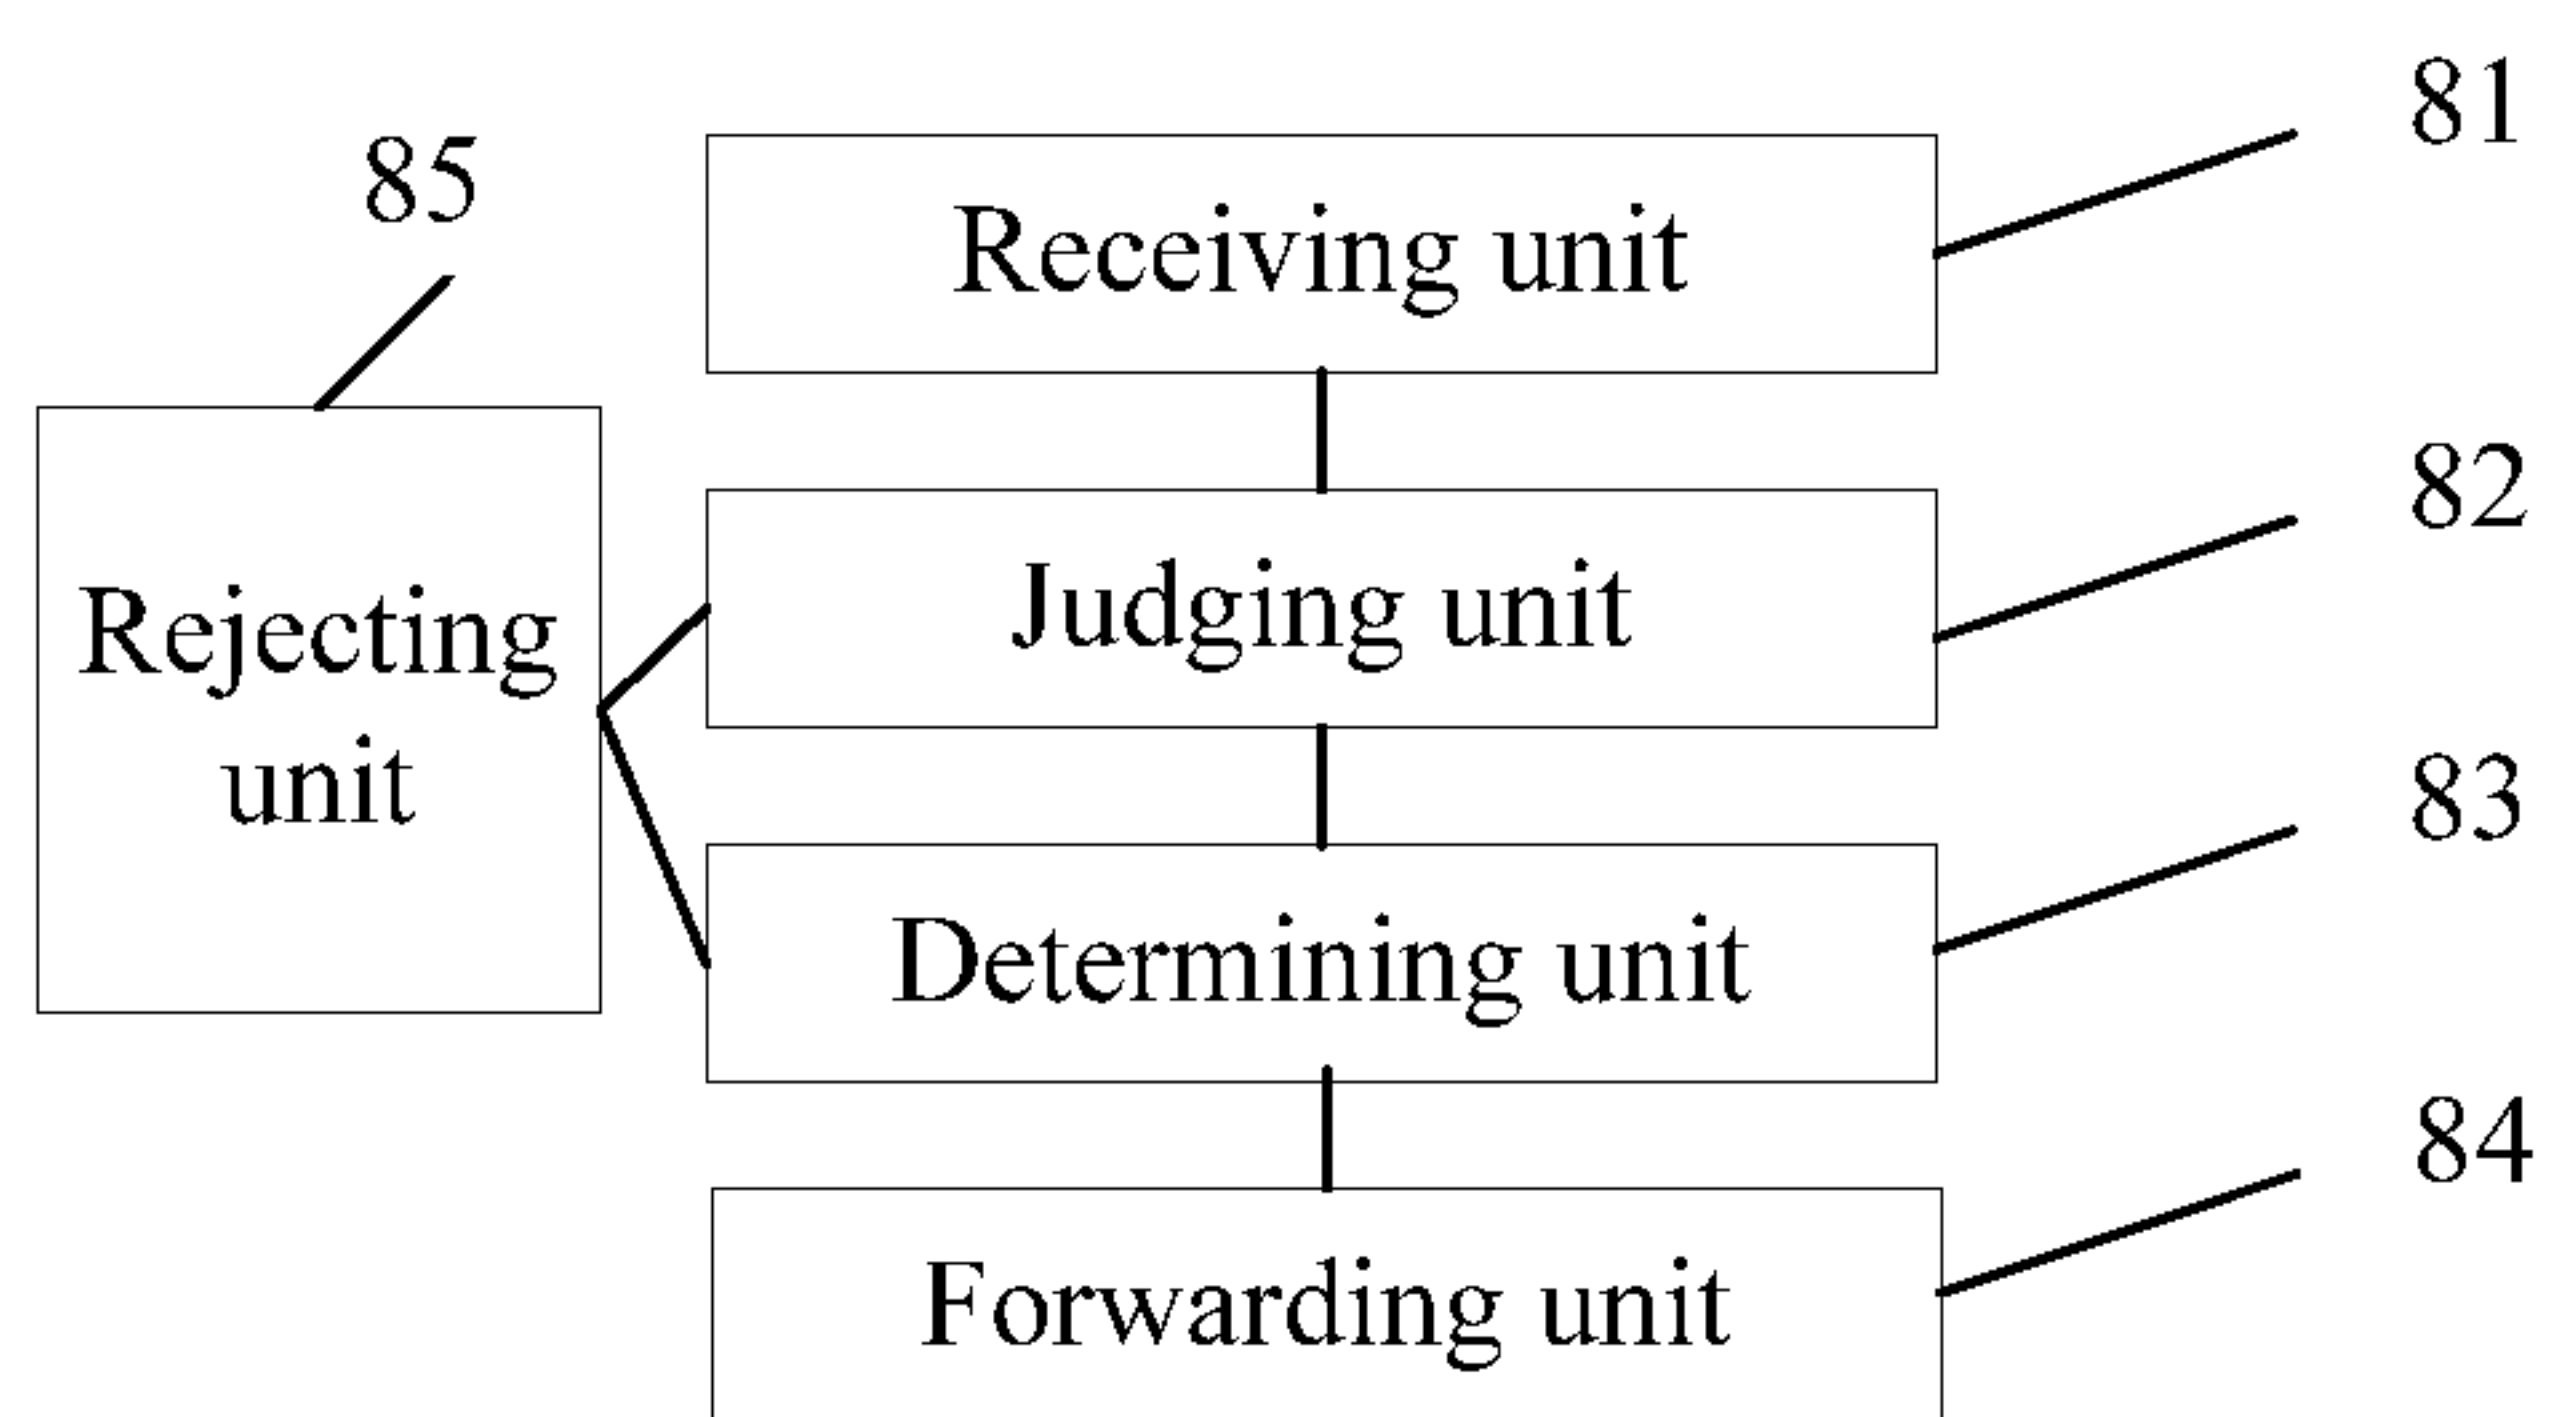 81
85
Receiving unit
82
Judging unit
Rejecting
unit
83
Determining unit
84
Forwarding unit